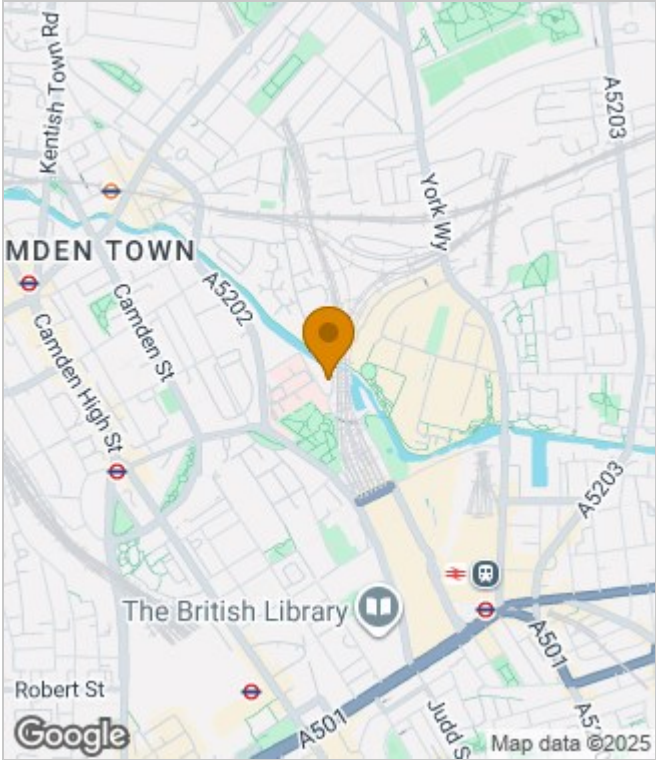 Kentish Town Rd
A5203
York Wy
MDEN TOWN
A5202
Camden St
Camden High St
A5203
The British Library
A501
Robert St
A501
Judd S
A5
Google
Map data ©2025